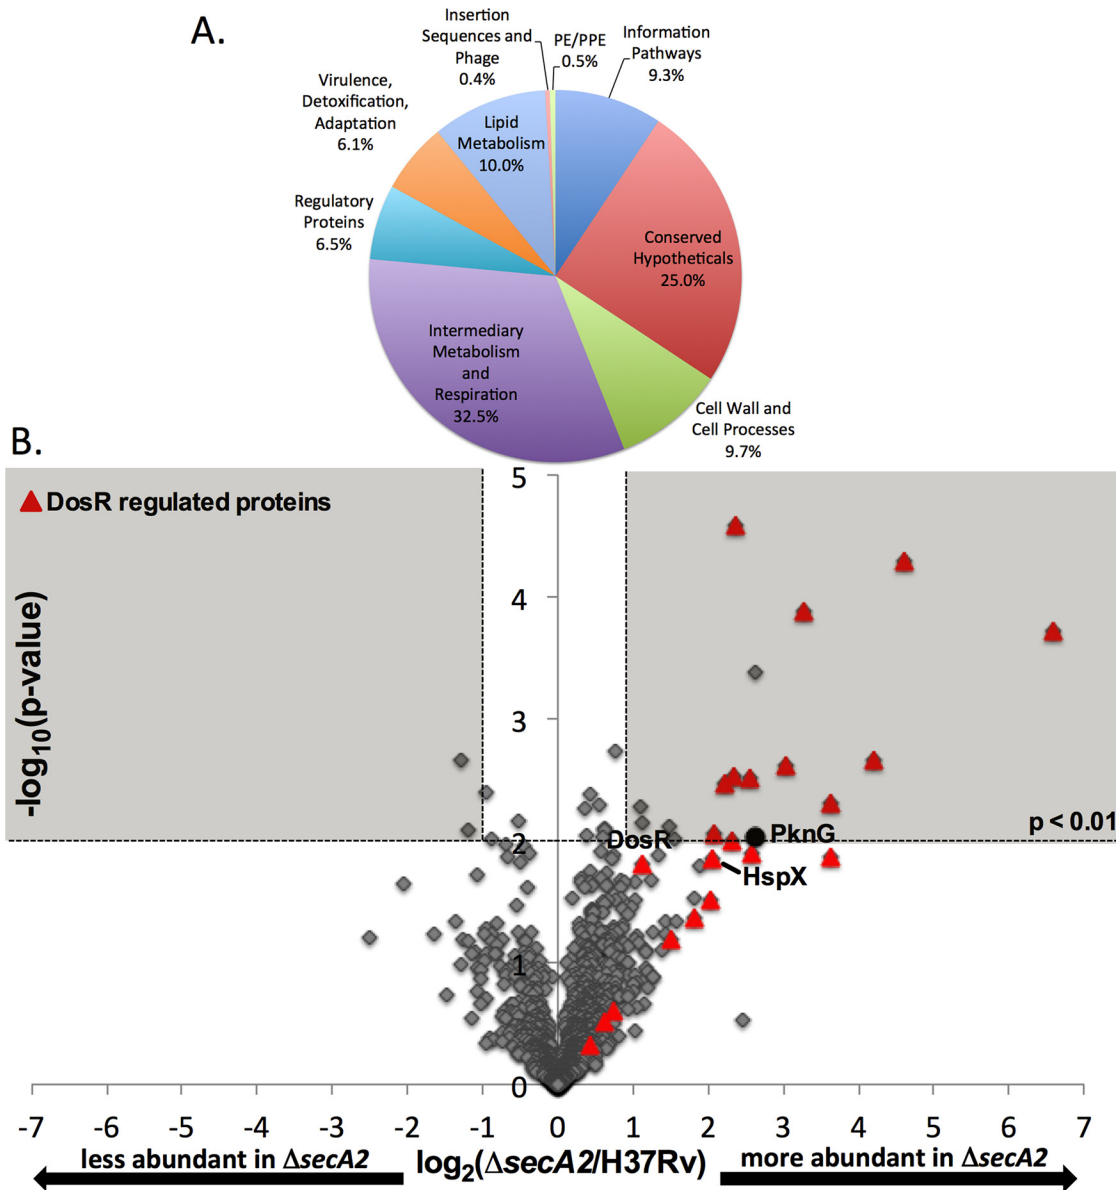 A.
Insertion
Sequences and
Phage
0.4%
PE/PPE
0.5%
Information
Pathways
9.3%
Virulence,
Detoxification,
Adaptation
6.1%
Lipid
Metabolism
10.0%
Regulatory
Proteins
6.5%
Conserved
Hypotheticals
25.0%
Intermediary
Metabolism
and
Respiration
32.5%
Cell Wall and
Cell Processes
9.7%
B.
DosR regulated proteins
-log10(p-value)
5
4
3
2
1
0
p < 0.01
DosR
PknG
HspX
-7 -6 -5 -4 -3 -2 -1 0 1 2 3 4 5 6 7
less abundant in ΔsecA2
log2(ΔsecA2/H37Rv)
more abundant in ΔsecA2